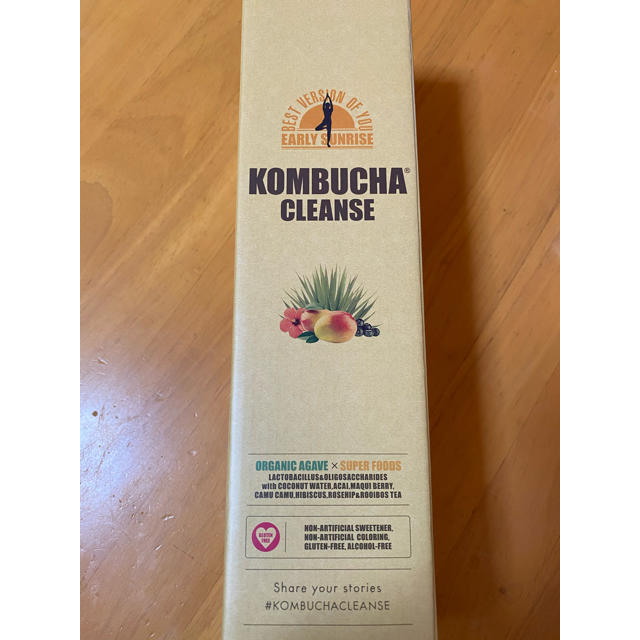 BEST VERSION OF YOU
EARLY SUNRISE
KOMBUCHA®
CLEANSE
ORGANIC AGAVE × SUPER FOODS
LACTOBACILLUS&OLIGOSACCHARIDES
with COCONUT WATER,ACAI,MAQUI BERRY,
CAMU CAMU,HIBISCUS,ROSEHIP&ROOIBOS TEA
GLUTEN
FREE
NON-ARTIFICIAL SWEETENER,
NON-ARTIFICIAL COLORING,
GLUTEN-FREE, ALCOHOL-FREE
Share your stories
#KOMBUCHACLEANSE